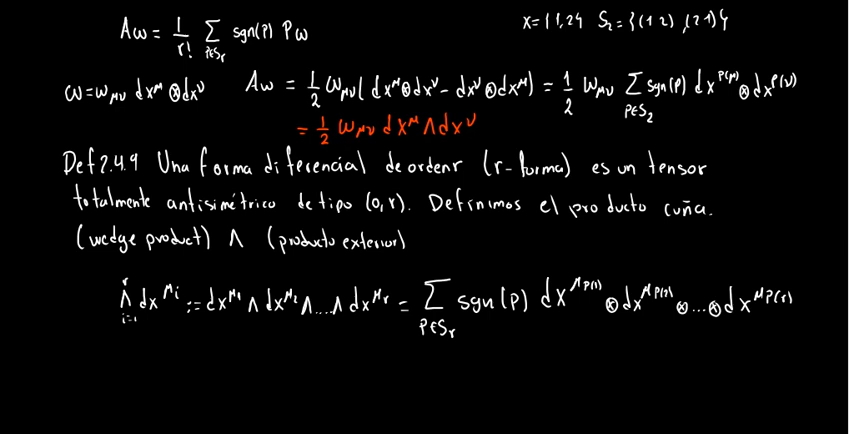 Aω = 1/r! ∑_{P∈S_r} sgn(P) Pω    X={1,2} S_2={(1 2),(2 1)}
ω=ω_{μν} dx^μ ⊗ dx^ν    Aω = 1/2 ω_{μν}(dx^μ ⊗ dx^ν - dx^ν ⊗ dx^μ) = 1/2 ω_{μν} ∑_{P∈S_2} sgn(P) dx^{P(μ)} ⊗ dx^{P(ν)}
= 1/2 ω_{μν} dx^μ ∧ dx^ν
Def 2.4.9 Una forma diferencial de orden r (r-forma) es un tensor
totalmente antisimétrico de tipo (0,r). Definimos el producto cuña.
(wedge product) ∧ (producto exterior)
∧_{i=1}^{r} dx^{μ_i} := dx^{μ_1} ∧ dx^{μ_2} ∧ .... ∧ dx^{μ_r} = ∑_{P∈S_r} sgn(P) dx^{μ_{P(1)}} ⊗ dx^{μ_{P(2)}} ⊗ ... ⊗ dx^{μ_{P(r)}}